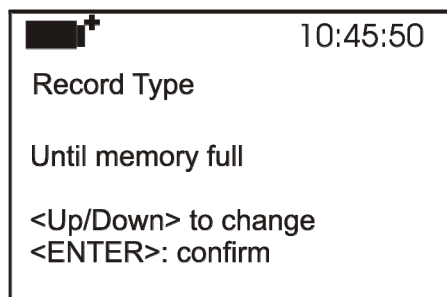 10:45:50
Record Type
Until memory full
<Up/Down> to change
<ENTER>: confirm